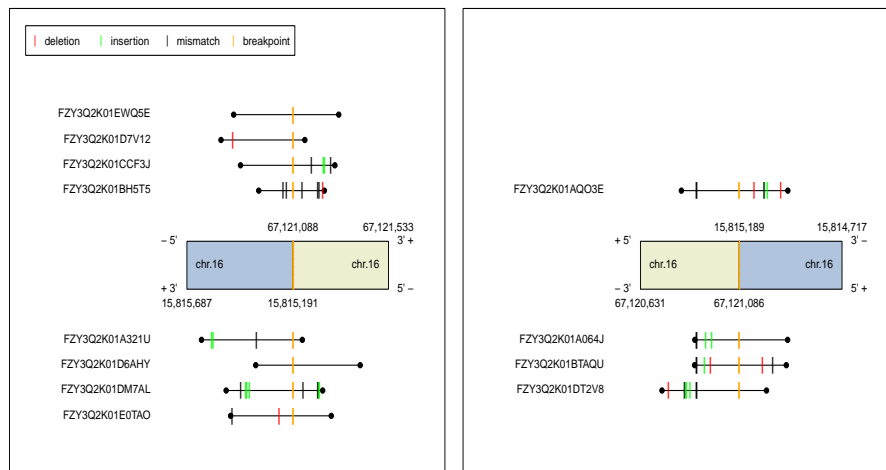 deletion insertion mismatch breakpoint
FZY3Q2K01EWQ5E
FZY3Q2K01D7V12
FZY3Q2K01CCF3J
FZY3Q2K01BH5T5
67,121,088 67,121,533
– 5' 3' +
chr.16 chr.16
+ 3' 5' –
15,815,687 15,815,191
FZY3Q2K01A321U
FZY3Q2K01D6AHY
FZY3Q2K01DM7AL
FZY3Q2K01E0TAO
FZY3Q2K01AQO3E
15,815,189 15,814,717
+ 5' 3' –
chr.16 chr.16
– 3' 5' +
67,120,631 67,121,086
FZY3Q2K01A064J
FZY3Q2K01BTAQU
FZY3Q2K01DT2V8